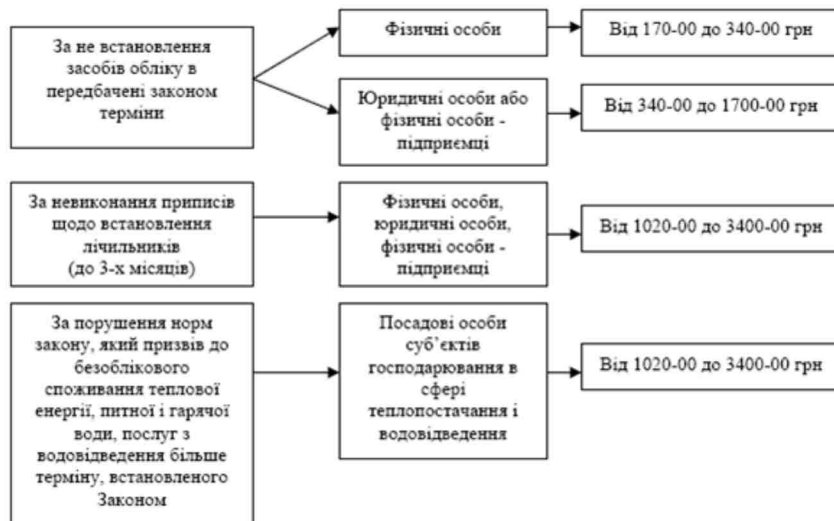 За не встановлення
засобів обліку в
передбачені законом
терміни
Фізичні особи
Від 170-00 до 340-00 грн
Юридичні особи або
фізичні особи -
підприємці
Від 340-00 до 1700-00 грн
За невиконання приписів
щодо встановлення
лічильників
(до 3-х місяців)
Фізичні особи,
юридичні особи,
фізичні особи -
підприємці
Від 1020-00 до 3400-00 грн
За порушення норм
закону, який призвів до
безоблікового
споживання теплової
енергії, питної і гарячої
води, послуг з
водовідведення більше
терміну, встановленого
Законом
Посадові особи
суб’єктів
господарювання в
сфері
теплопостачання і
водовідведення
Від 1020-00 до 3400-00 грн